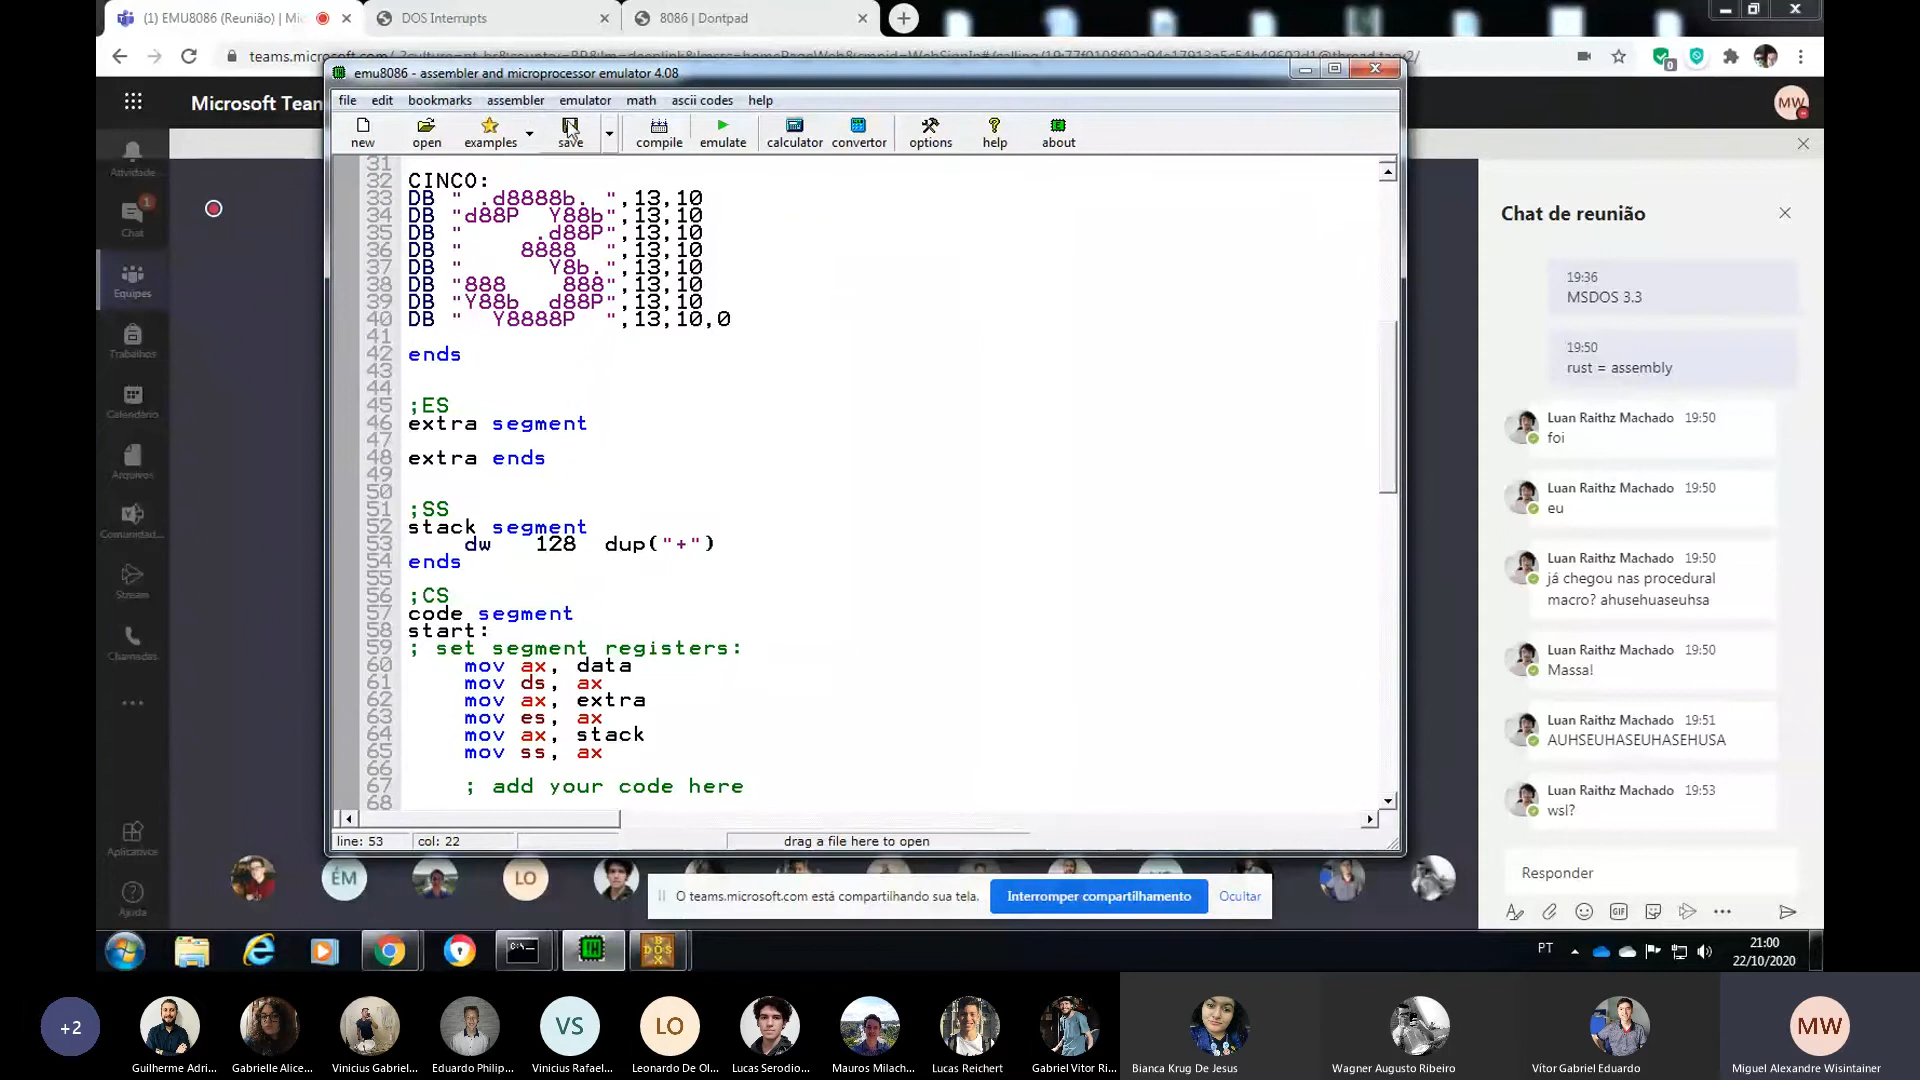 (1) EMU8086 (Reunião) | Mi
DOS Interrupts
8086 | Dontpad
Microsoft Team
MW
emu8086 - assembler and microprocessor emulator 4.08
file edit bookmarks assembler emulator math ascii codes help
new open examples save compile emulate calculator convertor options help about
31
32 CINCO:
33 DB " .d8888b. ",13,10
34 DB "d88P  Y88b",13,10
35 DB "      .d88P",13,10
36 DB "     8888  ",13,10
37 DB "       Y8b.",13,10
38 DB "888    888",13,10
39 DB "Y88b  d88P",13,10
40 DB "  Y8888P  ",13,10,0
41
42 ends
43
44
45 ;ES
46 extra segment
47
48 extra ends
49
50
51 ;SS
52 stack segment
53 dw 128 dup("+")
54 ends
55
56 ;CS
57 code segment
58 start:
59 ; set segment registers:
60 mov ax, data
61 mov ds, ax
62 mov ax, extra
63 mov es, ax
64 mov ax, stack
65 mov ss, ax
66
67 ; add your code here
68
line: 53 col: 22 drag a file here to open
Atividade
1
Chat
Equipes
Trabalhos
Calendário
Arquivos
Comunidad...
Stream
Chamadas
Aplicativos
Ajuda
Chat de reunião
19:36
MSDOS 3.3
19:50
rust = assembly
Luan Raithz Machado 19:50
foi
Luan Raithz Machado 19:50
eu
Luan Raithz Machado 19:50
já chegou nas procedural
macro? ahusehuaseuhsa
Luan Raithz Machado 19:50
Massa!
Luan Raithz Machado 19:51
AUHSEUHASEUHASEHUSA
Luan Raithz Machado 19:53
wsl?
Responder
GIF
ÉM
LO
O teams.microsoft.com está compartilhando sua tela. Interromper compartilhamento Ocultar
PT
21:00
22/10/2020
+2
VS
LO
MW
Guilherme Adri...
Gabrielle Alice...
Vinicius Gabriel...
Eduardo Philip...
Vinicius Rafael...
Leonardo De Ol...
Lucas Serodio...
Mauros Milach...
Lucas Reichert
Gabriel Vitor Ri...
Bianca Krug De Jesus
Wagner Augusto Ribeiro
Vítor Gabriel Eduardo
Miguel Alexandre Wisintainer